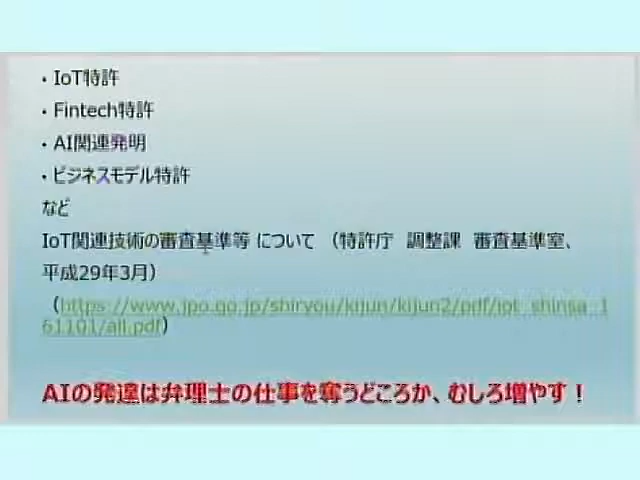 • IoT特許
• Fintech特許
• AI関連発明
• ビジネスモデル特許
など
IoT関連技術の審査基準等 について （特許庁　調整課　審査基準室、
平成29年3月）
（https://www.jpo.go.jp/shiryou/kijun/kijun2/pdf/iot_shinsa_1
61101/all.pdf）
AIの発達は弁理士の仕事を奪うどころか、むしろ増やす！